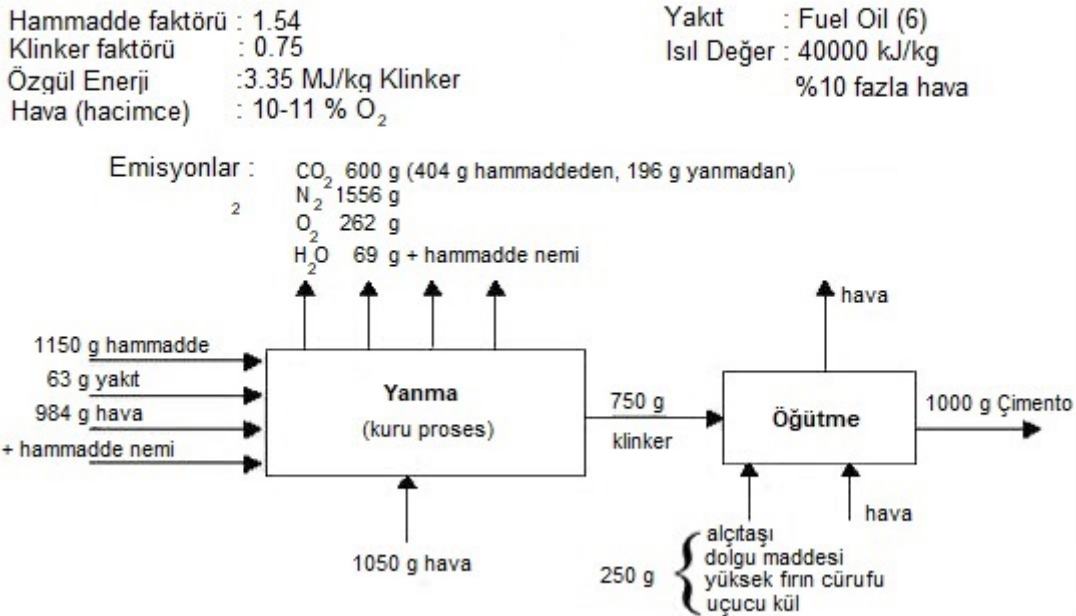 Hammadde faktörü : 1.54
Klinker faktörü : 0.75
Özgül Enerji :3.35 MJ/kg Klinker
Hava (hacimce) : 10-11 % O2
Yakıt : Fuel Oil (6)
Isıl Değer : 40000 kJ/kg
%10 fazla hava
Emisyonlar :
2
CO2 600 g (404 g hammaddeden, 196 g yanmadan)
N2 1556 g
O2 262 g
H2O 69 g + hammadde nemi
1150 g hammadde
63 g yakıt
984 g hava
+ hammadde nemi
Yanma
(kuru proses)
1050 g hava
750 g
klinker
hava
Öğütme
1000 g Çimento
hava
250 g
alçıtaşı
dolgu maddesi
yüksek fırın cürufu
uçucu kül